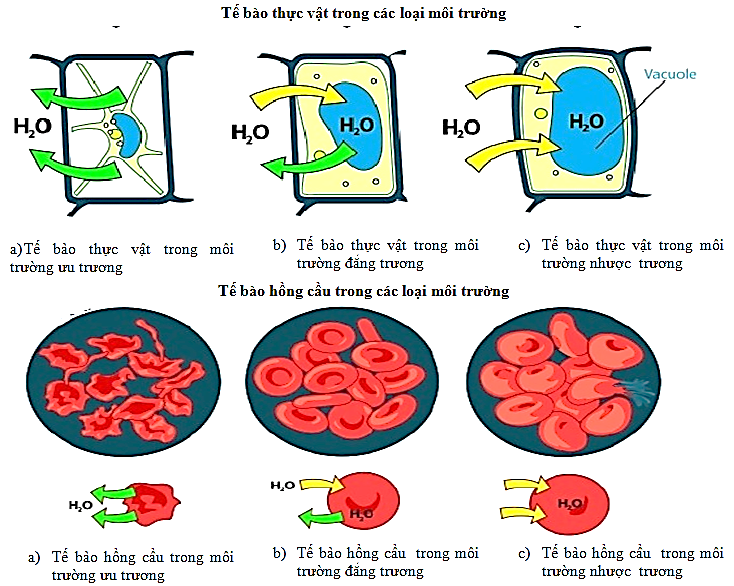 Tế bào thực vật trong các loại môi trường
H₂O
H₂O
H₂O
H₂O
H₂O
Vacuole
a)Tế bào thực vật trong môi
trường ưu trương
b) Tế bào thực vật trong môi
trường đẳng trương
c) Tế bào thực vật trong môi
trường nhược trương
Tế bào hồng cầu trong các loại môi trường
H₂O
H₂O
H₂O
H₂O
a) Tế bào hồng cầu trong môi
trường ưu trương
b) Tế bào hồng cầu trong môi
trường đẳng trương
c) Tế bào hồng cầu trong môi
trường nhược trương